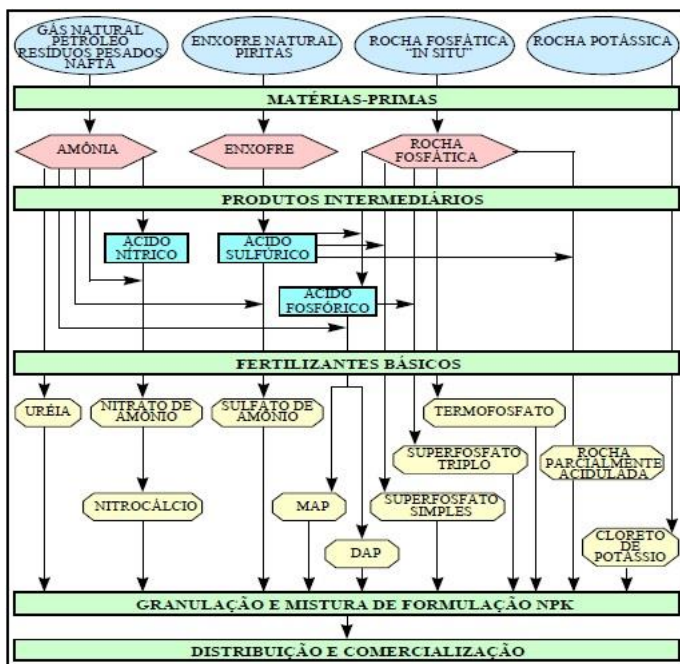 GÁS NATURAL
PETRÓLEO
RESÍDUOS PESADOS
NAFTA
ENXOFRE NATURAL
PIRITAS
ROCHA FOSFÁTICA
“IN SITU”
ROCHA POTÁSSICA
MATÉRIAS-PRIMAS
AMÔNIA
ENXOFRE
ROCHA
FOSFÁTICA
PRODUTOS INTERMEDIÁRIOS
ÁCIDO
NÍTRICO
ÁCIDO
SULFÚRICO
ÁCIDO
FOSFÓRICO
FERTILIZANTES BÁSICOS
URÉIA
NITRATO DE
AMÔNIO
SULFATO DE
AMÔNIO
TERMOFOSFATO
SUPERFOSFATO
TRIPLO
ROCHA
PARCIALMENTE
ACIDULADA
NITROCÁLCIO
MAP
SUPERFOSFATO
SIMPLES
DAP
CLORETO
DE
POTÁSSIO
GRANULAÇÃO E MISTURA DE FORMULAÇÃO NPK
DISTRIBUIÇÃO E COMERCIALIZAÇÃO